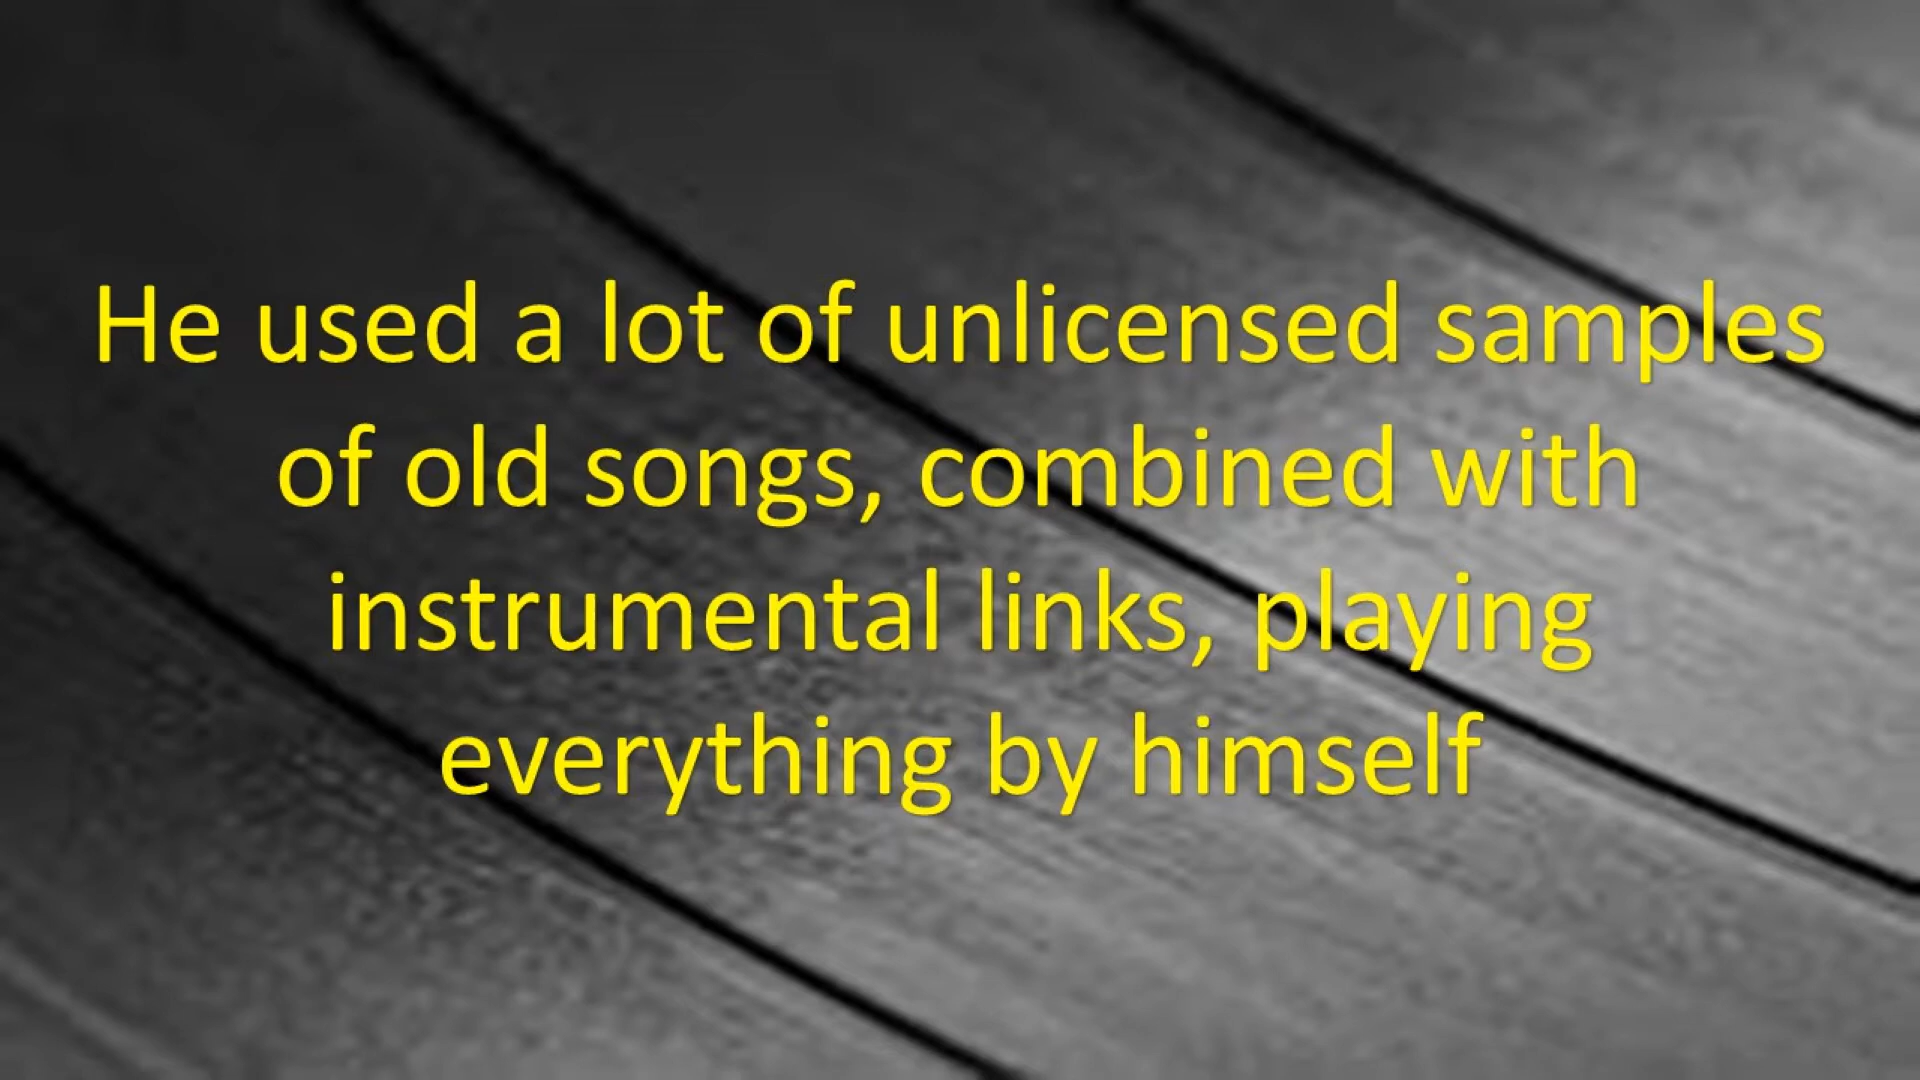 He used a lot of unlicensed samples
of old songs, combined with
instrumental links, playing
everything by himself